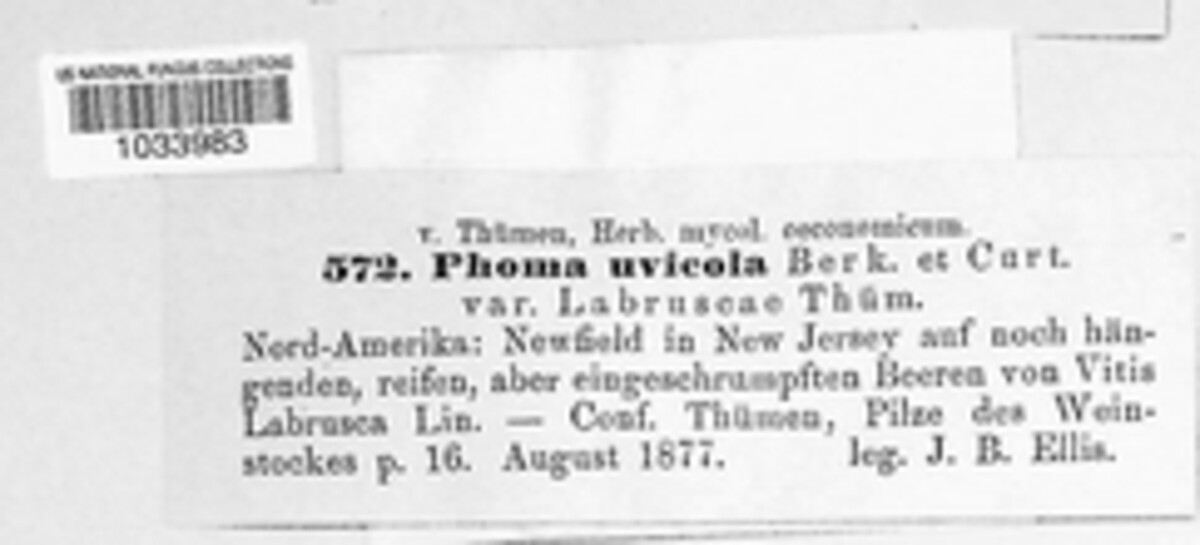 US NATIONAL FUNGUS COLLECTIONS
1033983
v. Thümen, Herb. mycol. oeconomicum.
572. Phoma uvicola Berk. et Curt.
var. Labruscae Thüm.
Nord-Amerika: Newfield in New Jersey auf noch hän-
genden, reifen, aber eingeschrumpften Beeren von Vitis
Labrusca Lin. — Conf. Thümen, Pilze des Wein-
stockes p. 16. August 1877. leg. J. B. Ellis.